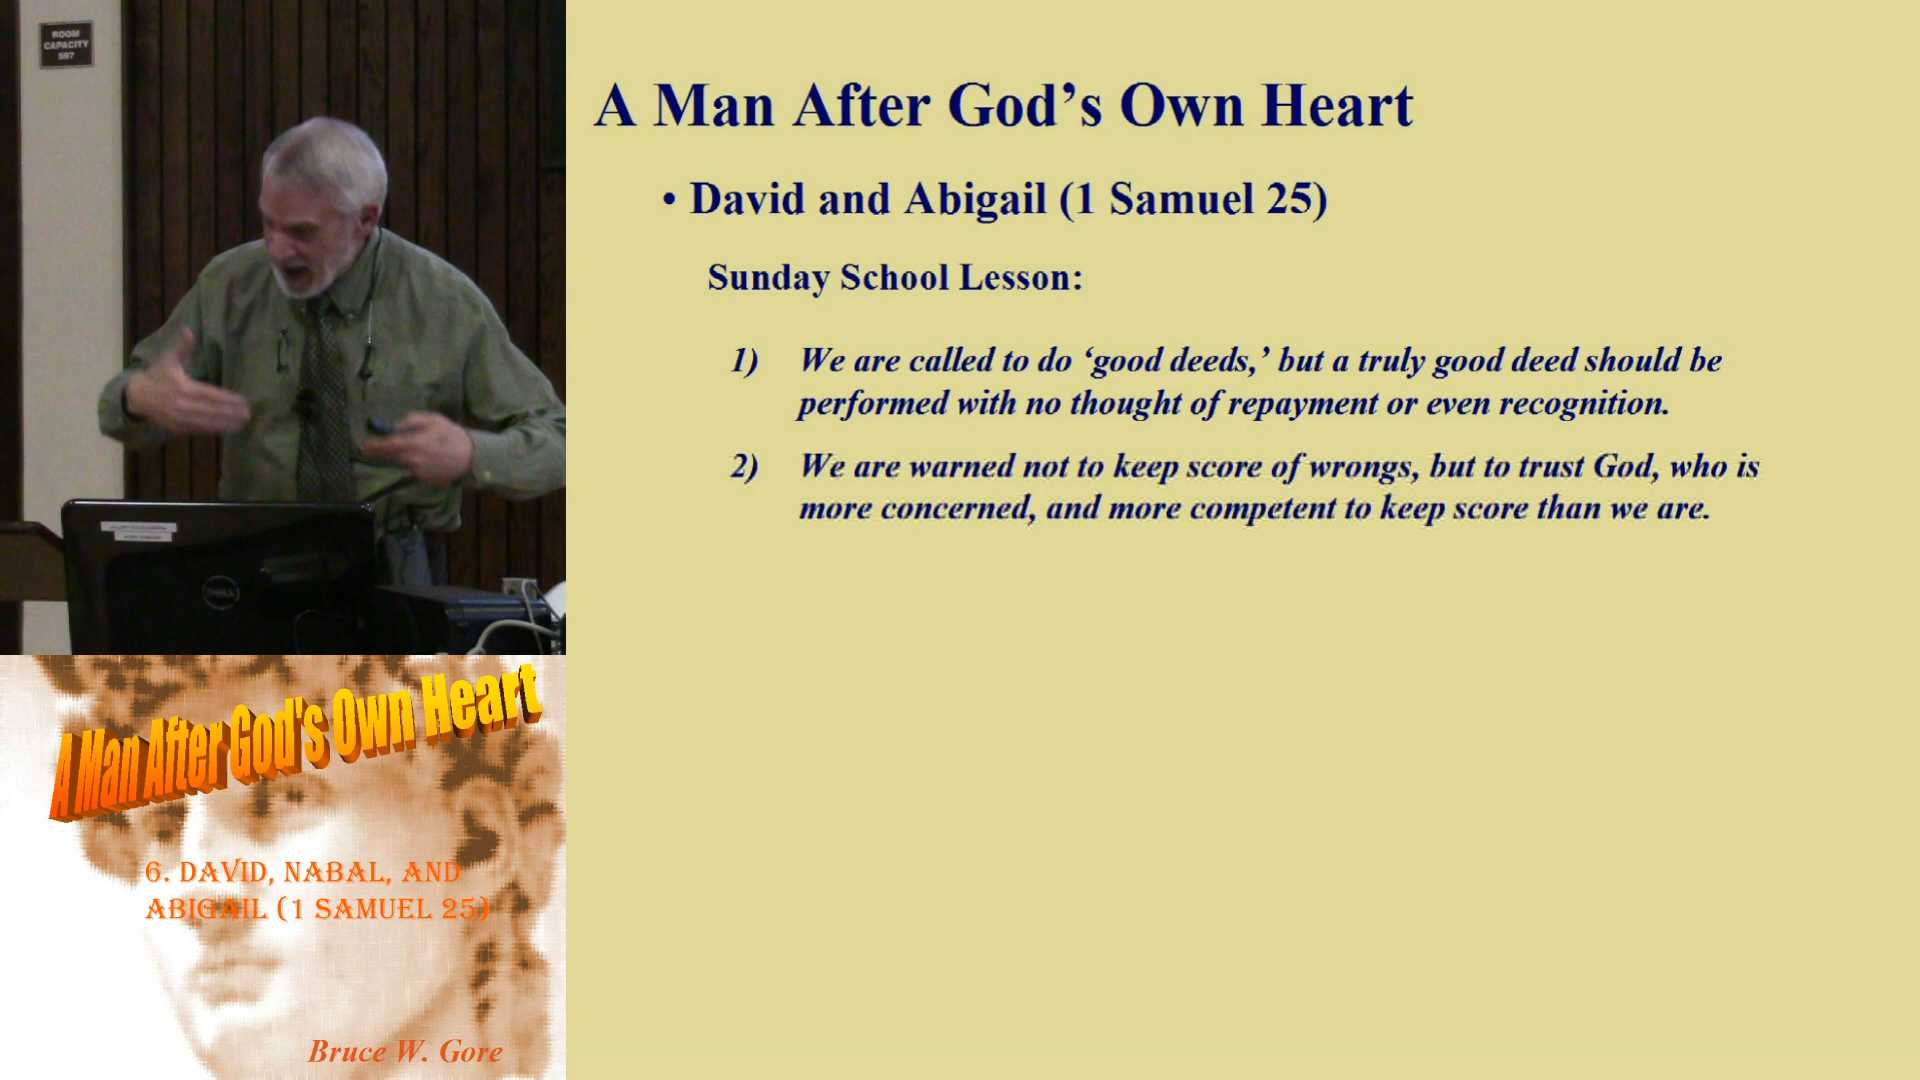 ROOM
CAPACITY
597
A Man After God's Own Heart
• David and Abigail (1 Samuel 25)
Sunday School Lesson:
1) We are called to do ‘good deeds,’ but a truly good deed should be
performed with no thought of repayment or even recognition.
2) We are warned not to keep score of wrongs, but to trust God, who is
more concerned, and more competent to keep score than we are.
DELL
A Man After God's Own Heart
6. DAVID, NABAL, AND
ABIGAIL (1 SAMUEL 25)
Bruce W. Gore